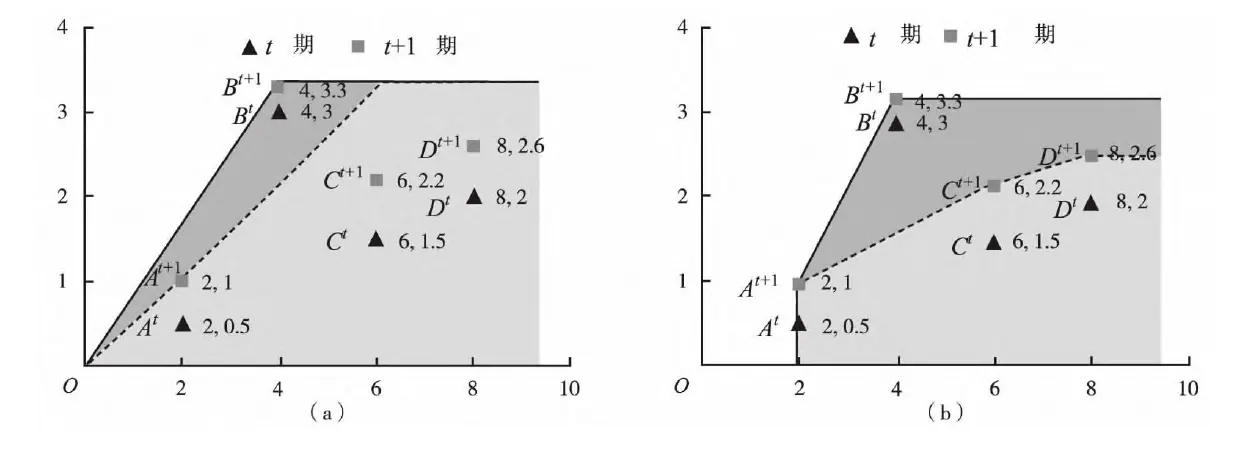 4
3
2
1
O
2
4
6
8
10
t 期 t+1 期
B^{t+1} 4, 3.3
B^t 4, 3
D^{t+1} 8, 2.6
C^{t+1} 6, 2.2
D^t 8, 2
C^t 6, 1.5
A^{t+1} 2, 1
A^t 2, 0.5
（a）
4
3
2
1
O
2
4
6
8
10
t 期 t+1 期
B^{t+1} 4, 3.3
B^t 4, 3
D^{t+1} 8, 2.6
C^{t+1} 6, 2.2
D^t 8, 2
C^t 6, 1.5
A^{t+1} 2, 1
A^t 2, 0.5
（b）